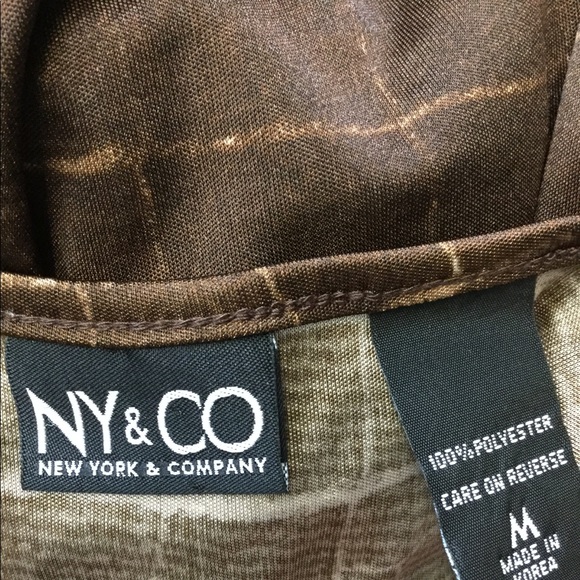 NY&CO
NEW YORK & COMPANY
100% POLYESTER
CARE ON REVERSE
M
MADE IN
KOREA